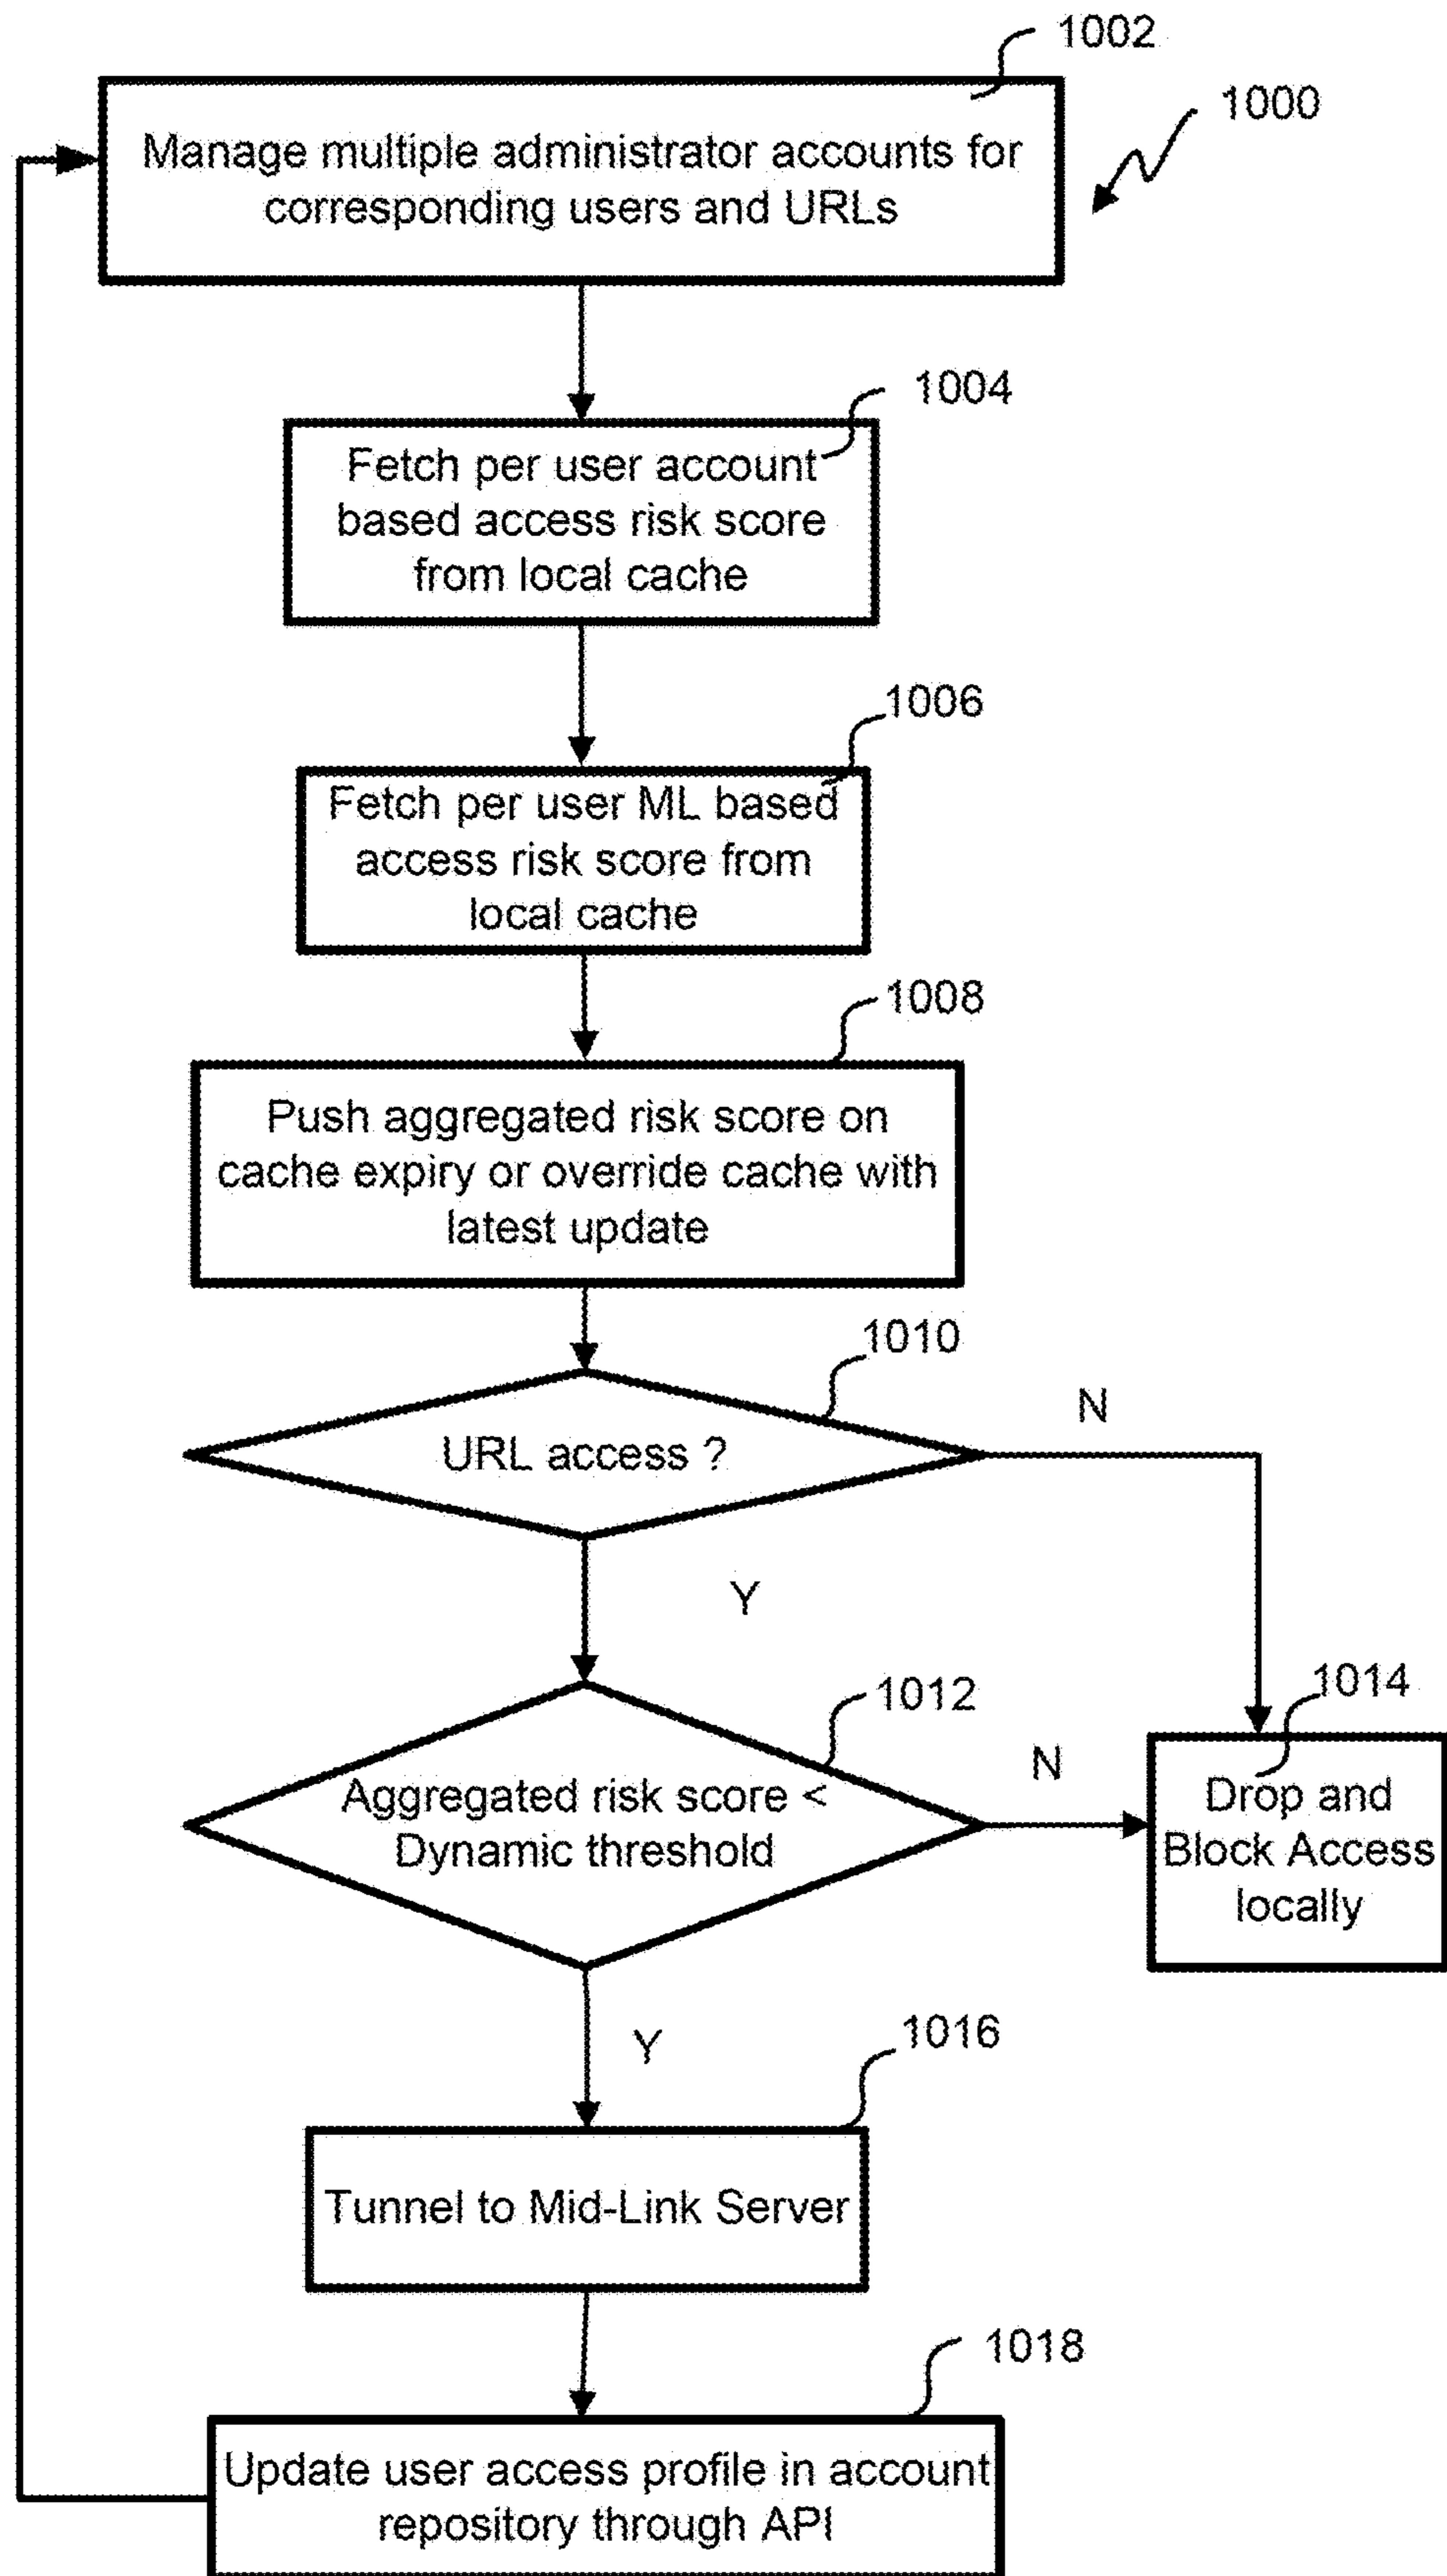 1002
1000
Manage multiple administrator accounts for
corresponding users and URLs
1004
Fetch per user account
based access risk score
from local cache
1006
Fetch per user ML based
access risk score from
local cache
1008
Push aggregated risk score on
cache expiry or override cache with
latest update
1010
N
URL access ?
Y
1012
1014
N
Aggregated risk score <
Dynamic threshold
Drop and
Block Access
locally
Y
1016
Tunnel to Mid-Link Server
1018
Update user access profile in account
repository through API